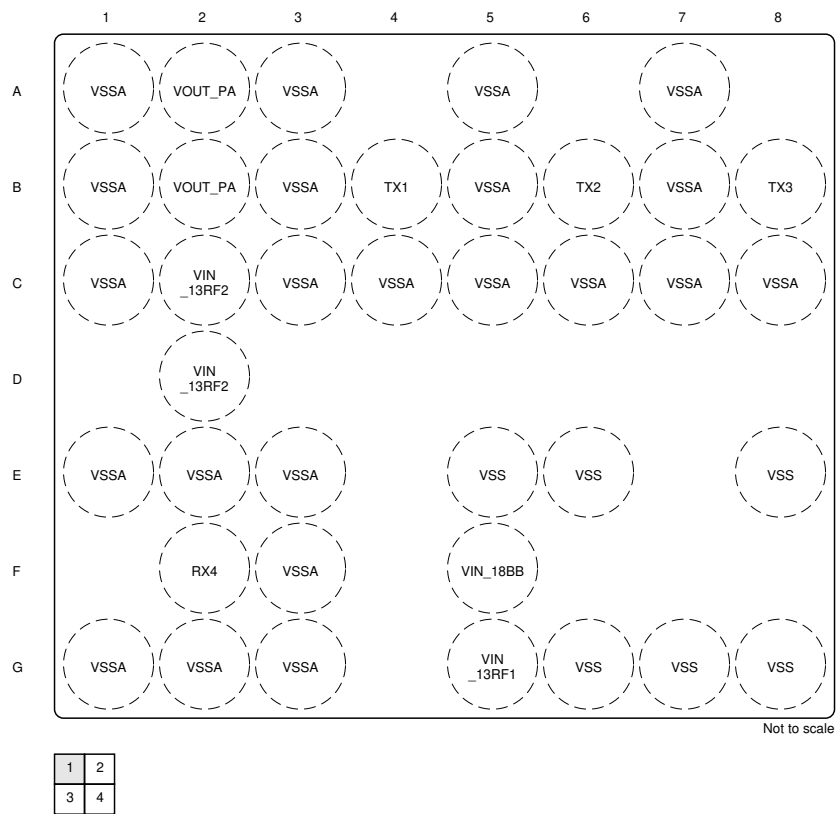 1 2 3 4 5 6 7 8
A VSSA VOUT_PA VSSA VSSA VSSA
B VSSA VOUT_PA VSSA TX1 VSSA TX2 VSSA TX3
C VSSA VIN _13RF2 VSSA VSSA VSSA VSSA VSSA VSSA
D VIN _13RF2
E VSSA VSSA VSSA VSS VSS VSS
F RX4 VSSA VIN_18BB
G VSSA VSSA VSSA VIN _13RF1 VSS VSS VSS
Not to scale
1 2
3 4